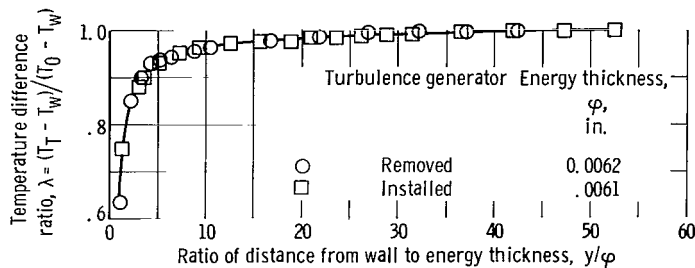 Temperature difference
ratio, λ = (T_T - T_W)/(T_0 - T_W)
1.0
.8
.6
Turbulence generator Energy thickness,
φ,
in.
Removed 0.0062
Installed .0061
0 10 20 30 40 50 60
Ratio of distance from wall to energy thickness, y/φ